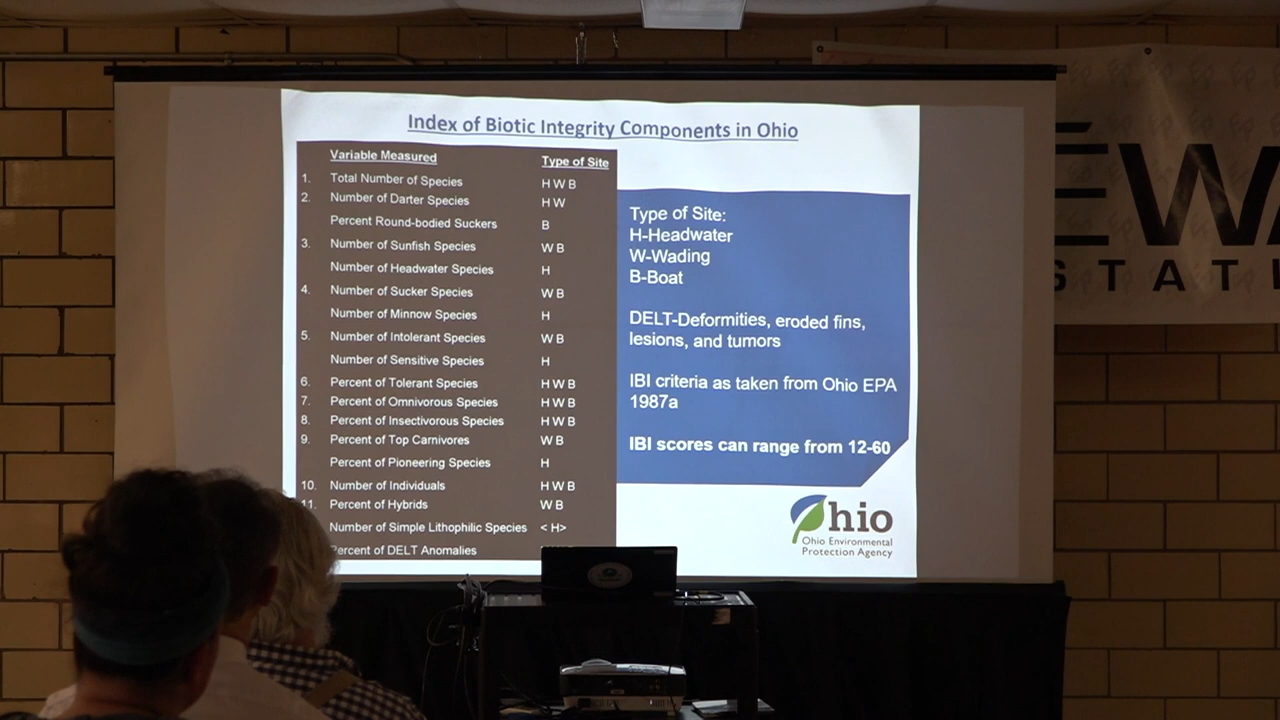 Index of Biotic Integrity Components in Ohio
Variable Measured Type of Site
1. Total Number of Species H W B
2. Number of Darter Species H W
Percent Round-bodied Suckers B
3. Number of Sunfish Species W B
Number of Headwater Species H
4. Number of Sucker Species W B
Number of Minnow Species H
5. Number of Intolerant Species W B
Number of Sensitive Species H
6. Percent of Tolerant Species H W B
7. Percent of Omnivorous Species H W B
8. Percent of Insectivorous Species H W B
9. Percent of Top Carnivores W B
Percent of Pioneering Species H
10. Number of Individuals H W B
11. Percent of Hybrids W B
Number of Simple Lithophilic Species < H>
Percent of DELT Anomalies
Type of Site:
H-Headwater
W-Wading
B-Boat
DELT-Deformities, eroded fins,
lesions, and tumors
IBI criteria as taken from Ohio EPA
1987a
IBI scores can range from 12-60
Ohio
Ohio Environmental
Protection Agency